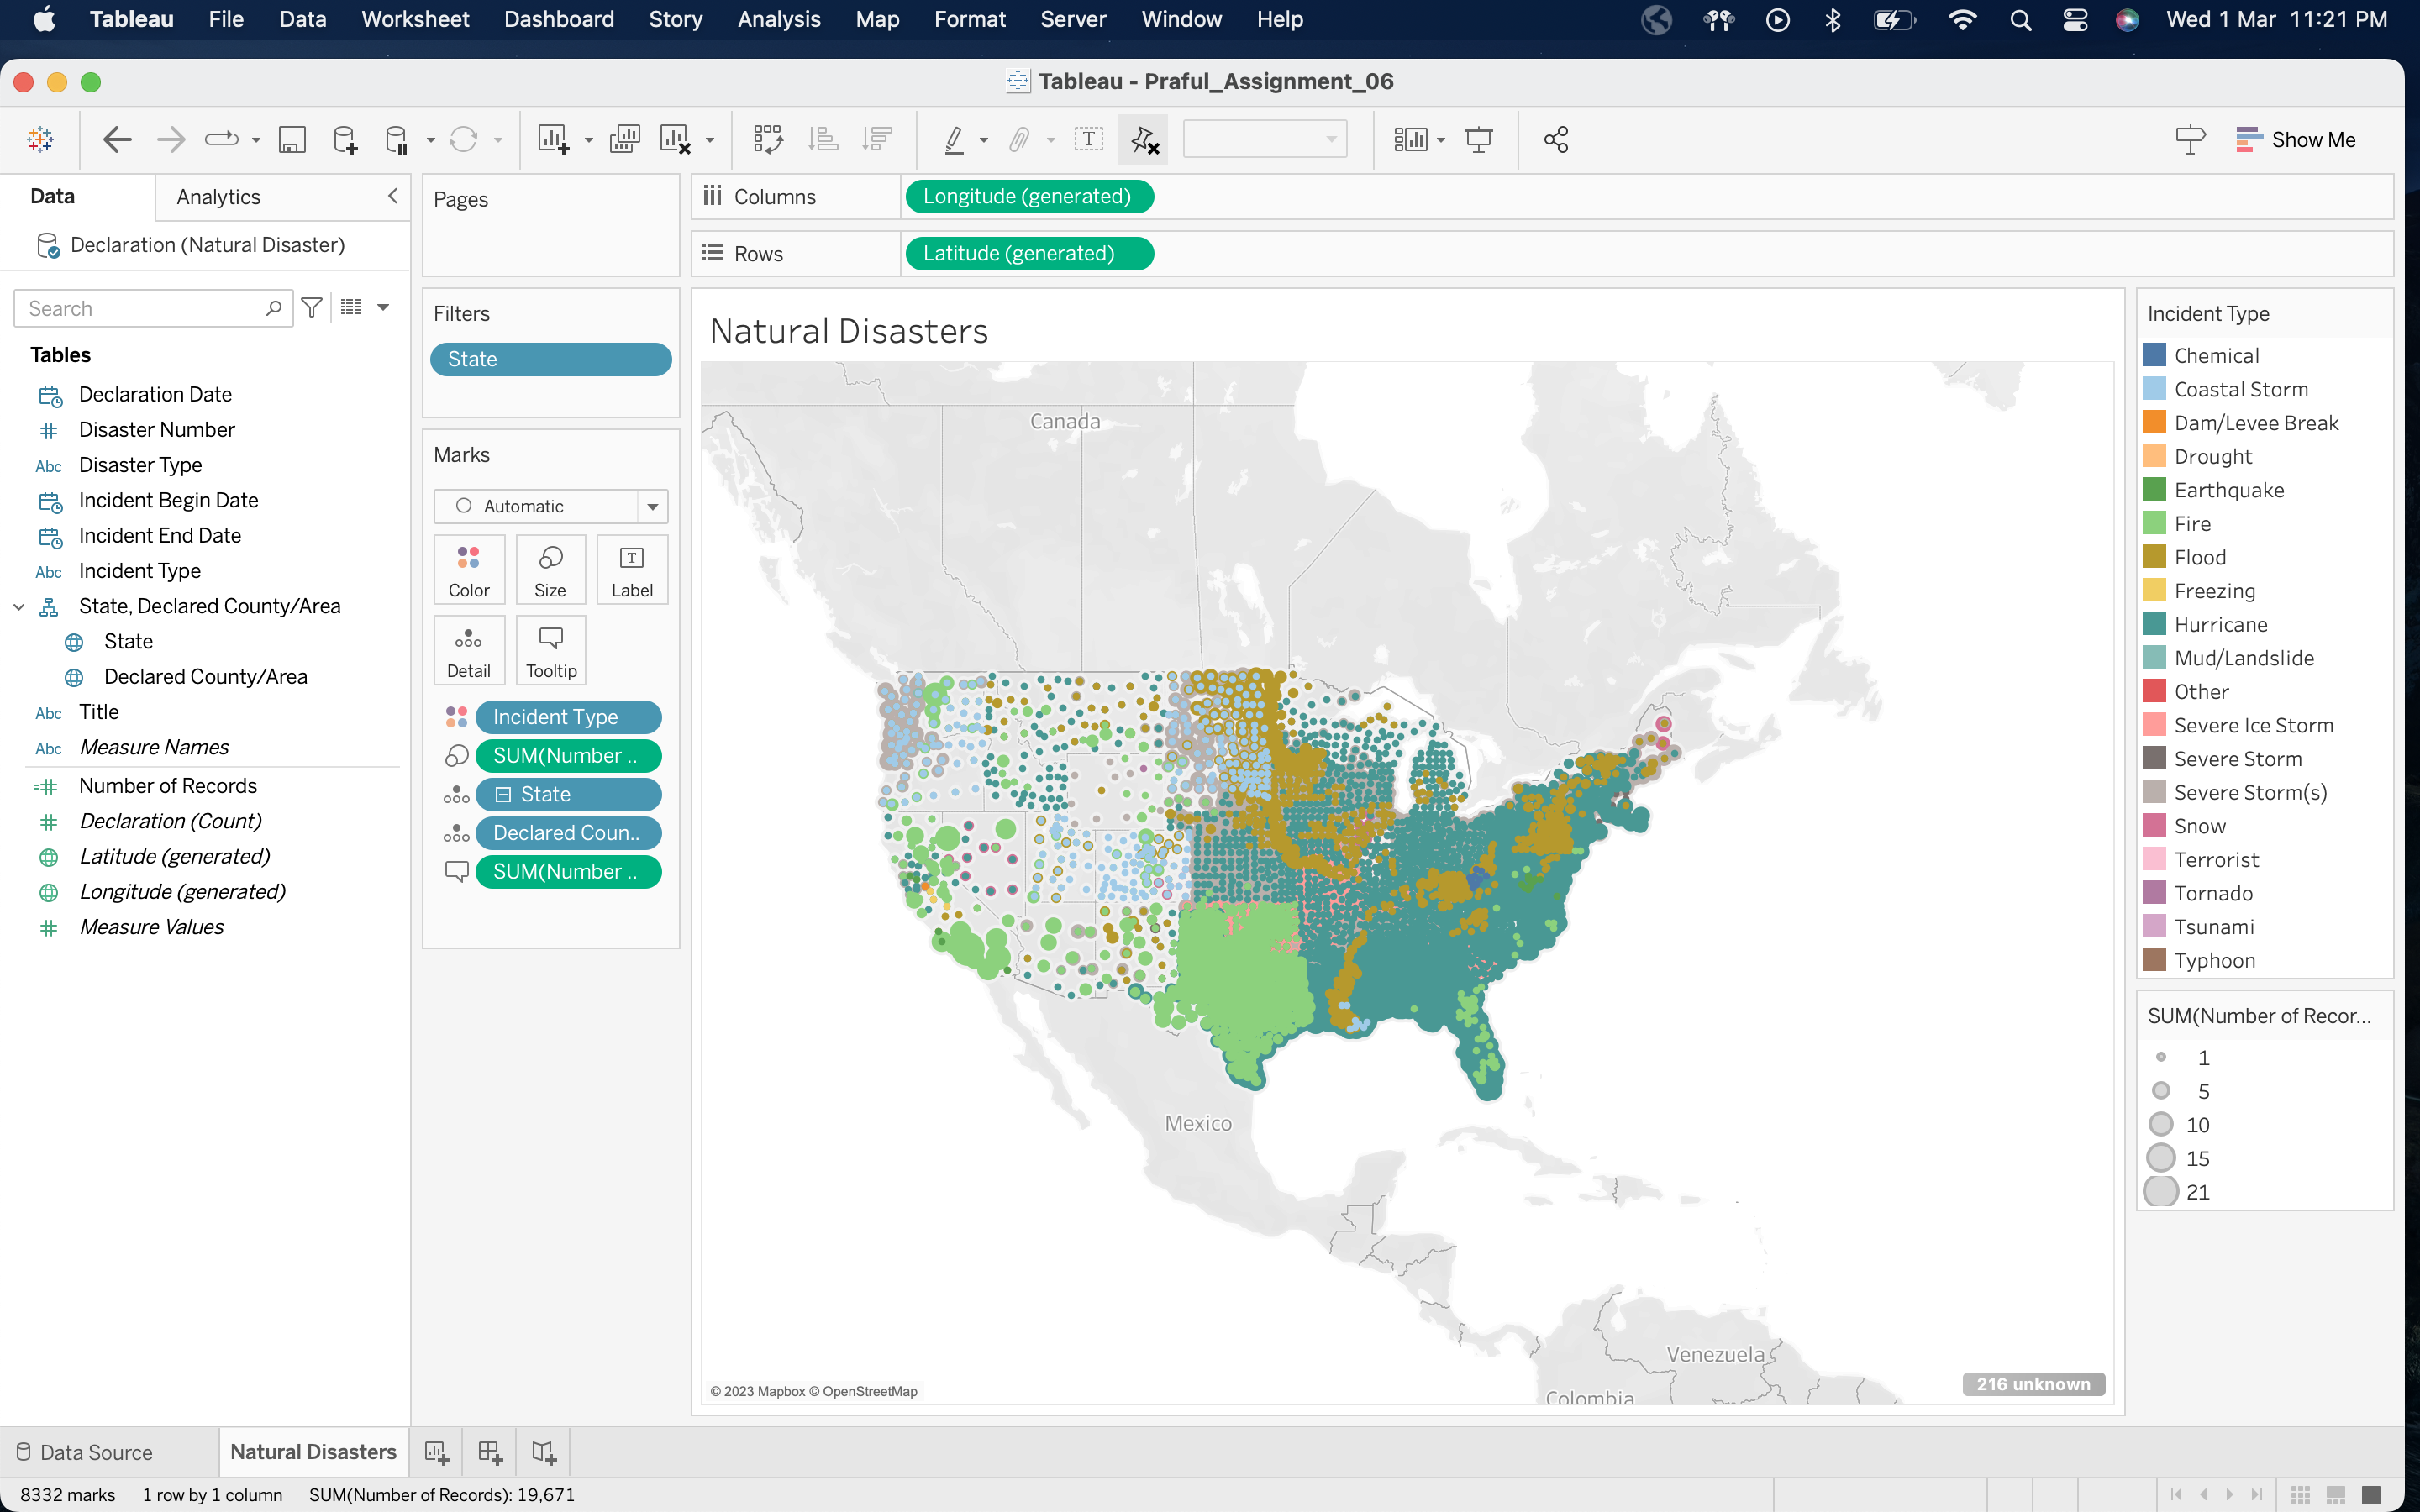 Tableau File Data Worksheet Dashboard Story Analysis Map Format Server Window Help Wed 1 Mar 11:21 PM
Tableau - Praful_Assignment_06
Show Me
Data Analytics
Declaration (Natural Disaster)
Search
Tables
Declaration Date
Disaster Number
Abc Disaster Type
Incident Begin Date
Incident End Date
Abc Incident Type
State, Declared County/Area
State
Declared County/Area
Abc Title
Abc Measure Names
Number of Records
Declaration (Count)
Latitude (generated)
Longitude (generated)
Measure Values
Pages
Filters
State
Marks
Automatic
Color Size Label
Detail Tooltip
Incident Type
SUM(Number ..
State
Declared Coun..
SUM(Number ..
Columns Longitude (generated)
Rows Latitude (generated)
Natural Disasters
Canada
Mexico
Venezuela
Colombia
© 2023 Mapbox © OpenStreetMap
216 unknown
Incident Type
Chemical
Coastal Storm
Dam/Levee Break
Drought
Earthquake
Fire
Flood
Freezing
Hurricane
Mud/Landslide
Other
Severe Ice Storm
Severe Storm
Severe Storm(s)
Snow
Terrorist
Tornado
Tsunami
Typhoon
SUM(Number of Recor...
1
5
10
15
21
Data Source Natural Disasters
8332 marks 1 row by 1 column SUM(Number of Records): 19,671